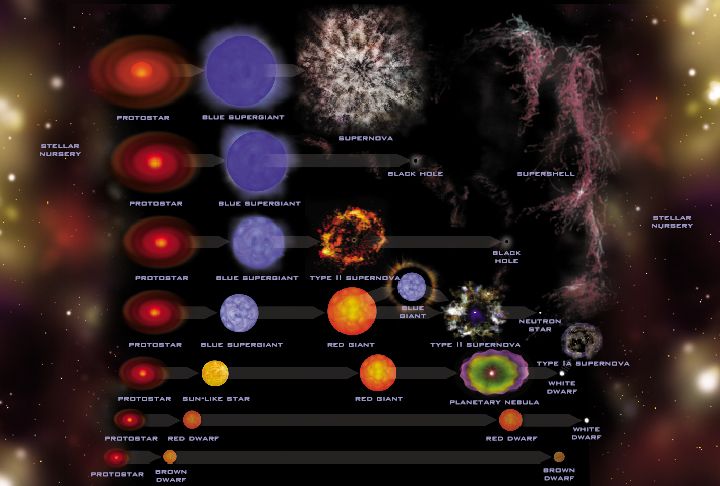 PROTOSTAR
BLUE SUPERGIANT
SUPERNOVA
STELLAR
NURSERY
BLACK HOLE
SUPERSHELL
PROTOSTAR
BLUE SUPERGIANT
STELLAR
NURSERY
BLACK
HOLE
PROTOSTAR
BLUE SUPERGIANT
TYPE II SUPERNOVA
BLUE
GIANT
NEUTRON
STAR
PROTOSTAR
BLUE SUPERGIANT
RED GIANT
TYPE II SUPERNOVA
TYPE IA SUPERNOVA
WHITE
DWARF
PROTOSTAR
SUN-LIKE STAR
RED GIANT
PLANETARY NEBULA
WHITE
DWARF
PROTOSTAR
RED DWARF
RED DWARF
PROTOSTAR
BROWN
DWARF
BROWN
DWARF